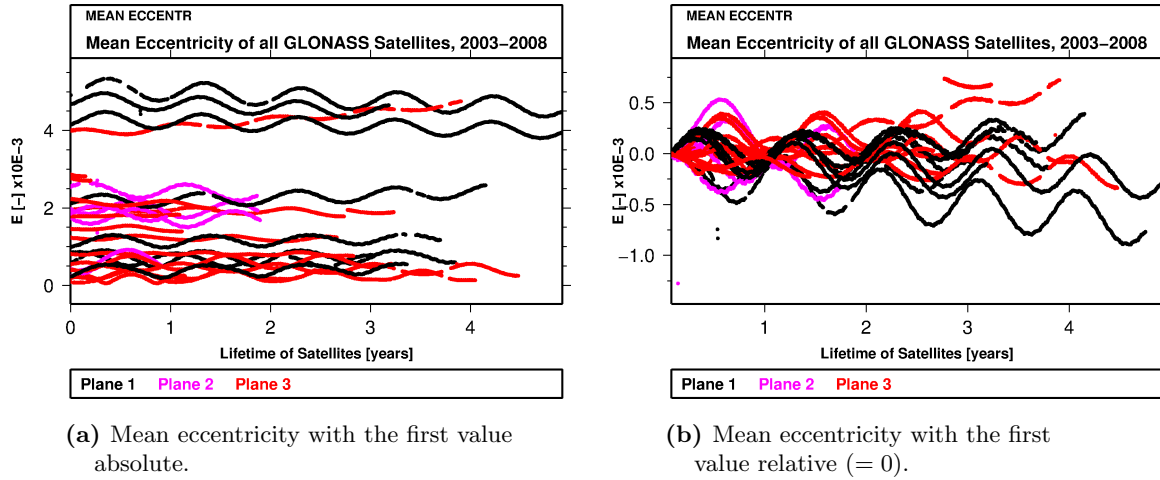 MEAN ECCENTR
Mean Eccentricity of all GLONASS Satellites, 2003−2008
E [−] x10E−3
4
2
0
0 1 2 3 4
Lifetime of Satellites [years]
Plane 1 Plane 2 Plane 3
(a) Mean eccentricity with the first value
absolute.
MEAN ECCENTR
Mean Eccentricity of all GLONASS Satellites, 2003−2008
E [−] x10E−3
0.5
0.0
−0.5
−1.0
1 2 3 4
Lifetime of Satellites [years]
Plane 1 Plane 2 Plane 3
(b) Mean eccentricity with the first
value relative (= 0).